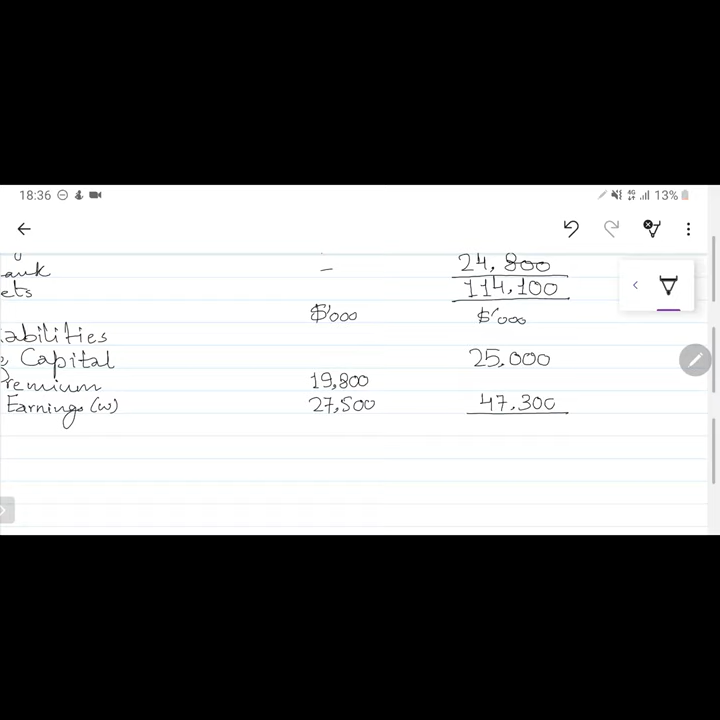 18:36 4G 13%
ank – 24,800
ets 114,100
$'000 $'000
abilities
Capital 25.000
remium 19,800
Earnings (w) 27,500 47.300